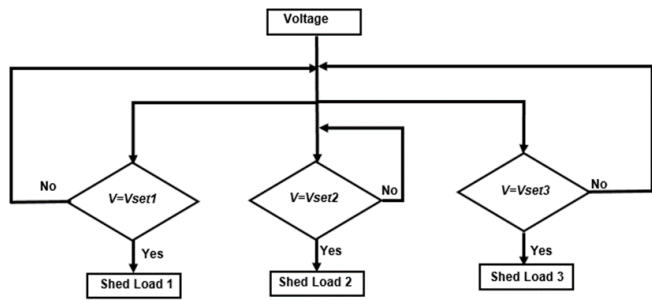 Voltage
V=Vset1
V=Vset2
V=Vset3
No
No
No
Yes
Yes
Yes
Shed Load 1
Shed Load 2
Shed Load 3